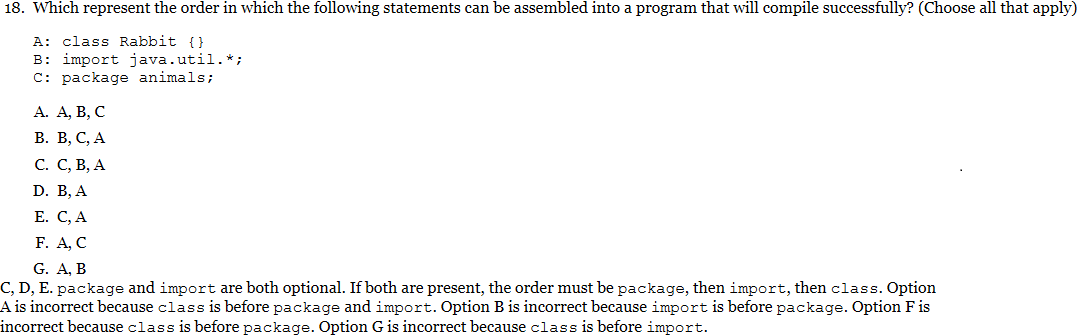 18. Which represent the order in which the following statements can be assembled into a program that will compile successfully? (Choose all that apply)
A: class Rabbit {}
B: import java.util.*;
C: package animals;
A. A, B, C
B. B, C, A
C. C, B, A
D. B, A
E. C, A
F. A, C
G. A, B
C, D, E. package and import are both optional. If both are present, the order must be package, then import, then class. Option
A is incorrect because class is before package and import. Option B is incorrect because import is before package. Option F is
incorrect because class is before package. Option G is incorrect because class is before import.